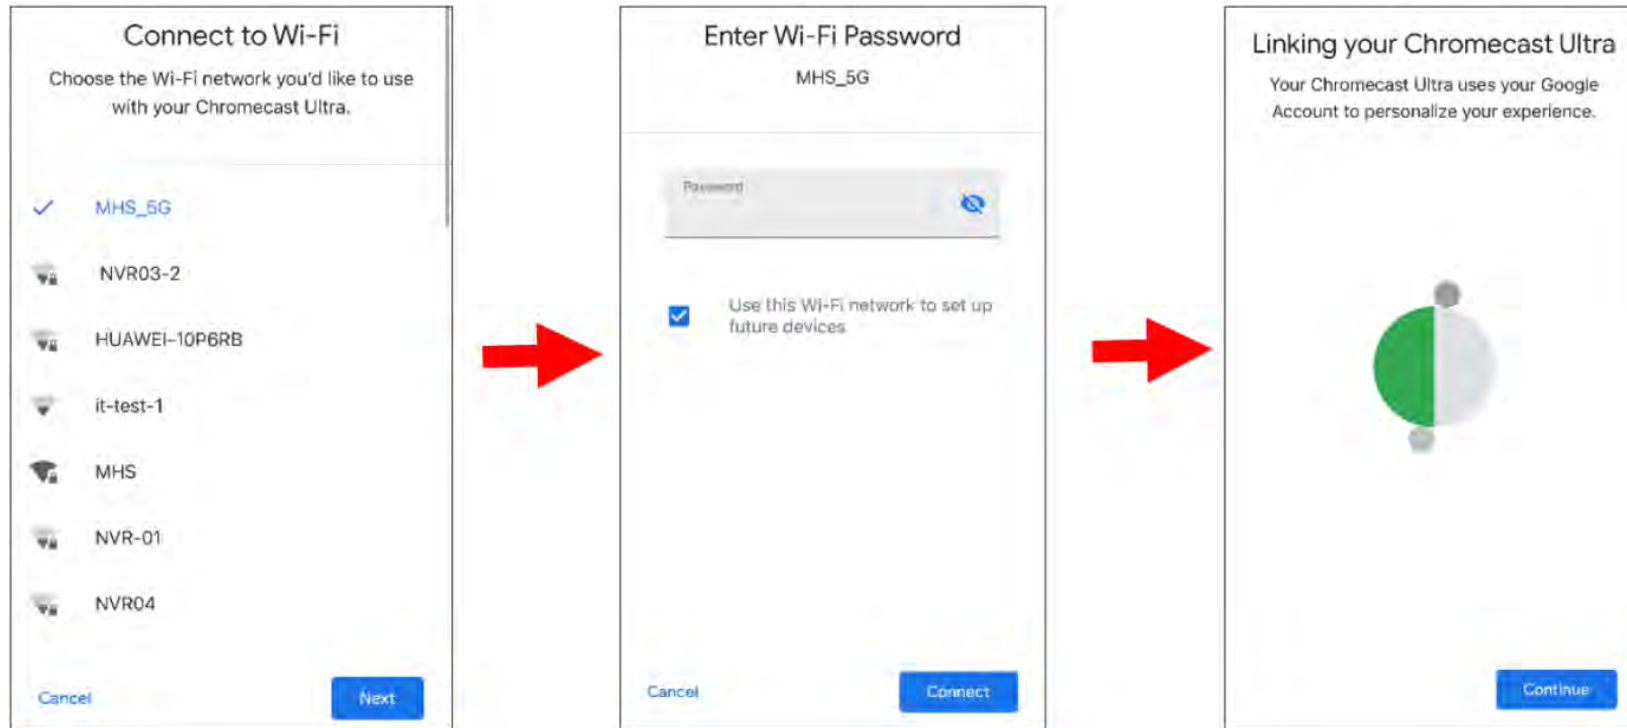 Connect to Wi-Fi
Choose the Wi-Fi network you'd like to use
with your Chromecast Ultra.
MHS_5G
NVR03-2
HUAWEI-10P6RB
it-test-1
MHS
NVR-01
NVR04
Cancel
Next
Enter Wi-Fi Password
MHS_5G
Password
Use this Wi-Fi network to set up
future devices
Cancel
Connect
Linking your Chromecast Ultra
Your Chromecast Ultra uses your Google
Account to personalize your experience.
Continue